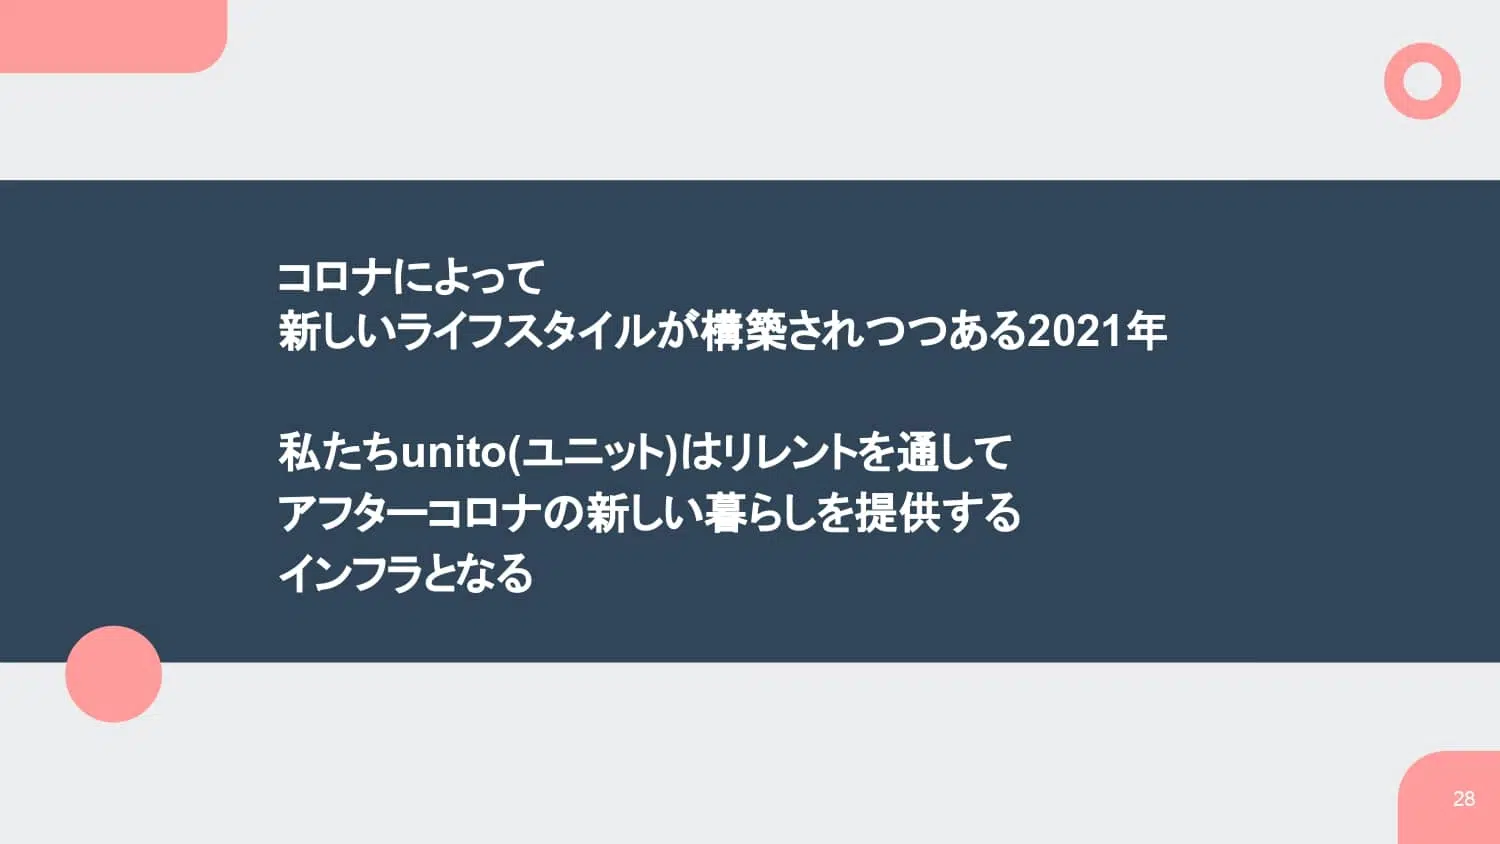 コロナによって
新しいライフスタイルが構築されつつある2021年
私たちunito(ユニット)はリレントを通して
アフターコロナの新しい暮らしを提供する
インフラとなる
28